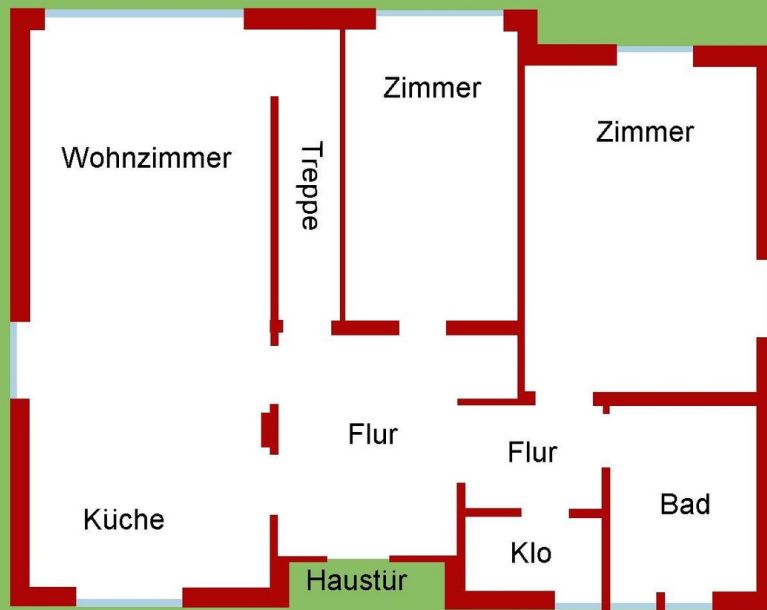 Zimmer
Zimmer
Wohnzimmer
Treppe
Flur
Flur
Küche
Bad
Klo
Haustür